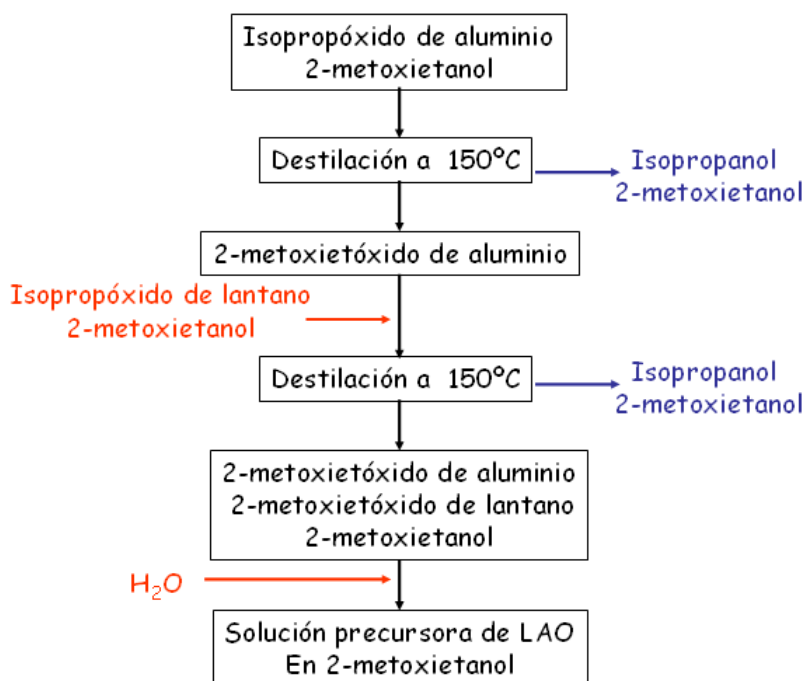 Isopropóxido de aluminio
2-metoxietanol
Destilación a 150ºC
Isopropanol
2-metoxietanol
2-metoxietóxido de aluminio
Isopropóxido de lantano
2-metoxietanol
Destilación a 150ºC
Isopropanol
2-metoxietanol
2-metoxietóxido de aluminio
2-metoxietóxido de lantano
2-metoxietanol
H₂O
Solución precursora de LAO
En 2-metoxietanol